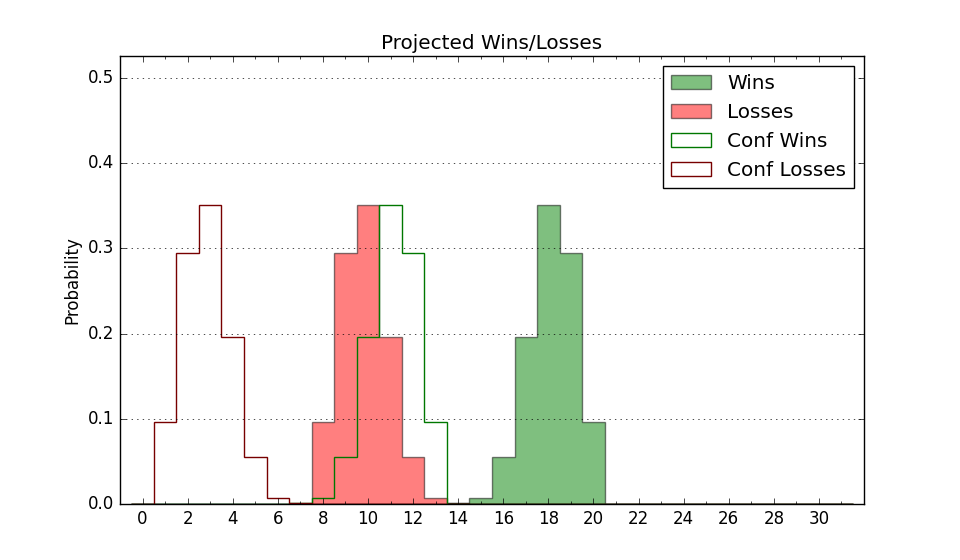 Projected Wins/Losses
Wins
Losses
Conf Wins
Conf Losses
Probability
0.5
0.4
0.3
0.2
0.1
0.0
0 2 4 6 8 10 12 14 16 18 20 22 24 26 28 30